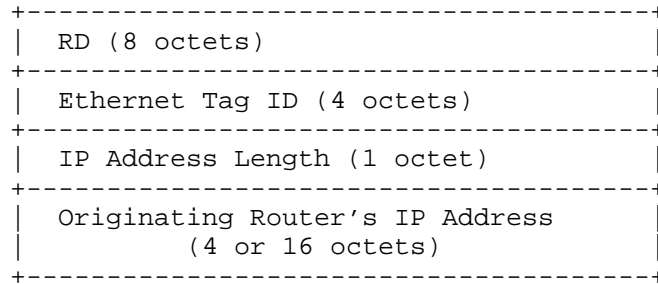 +---------------------------------------+
| RD (8 octets) |
+---------------------------------------+
| Ethernet Tag ID (4 octets) |
+---------------------------------------+
| IP Address Length (1 octet) |
+---------------------------------------+
| Originating Router's IP Address |
| (4 or 16 octets) |
+---------------------------------------+